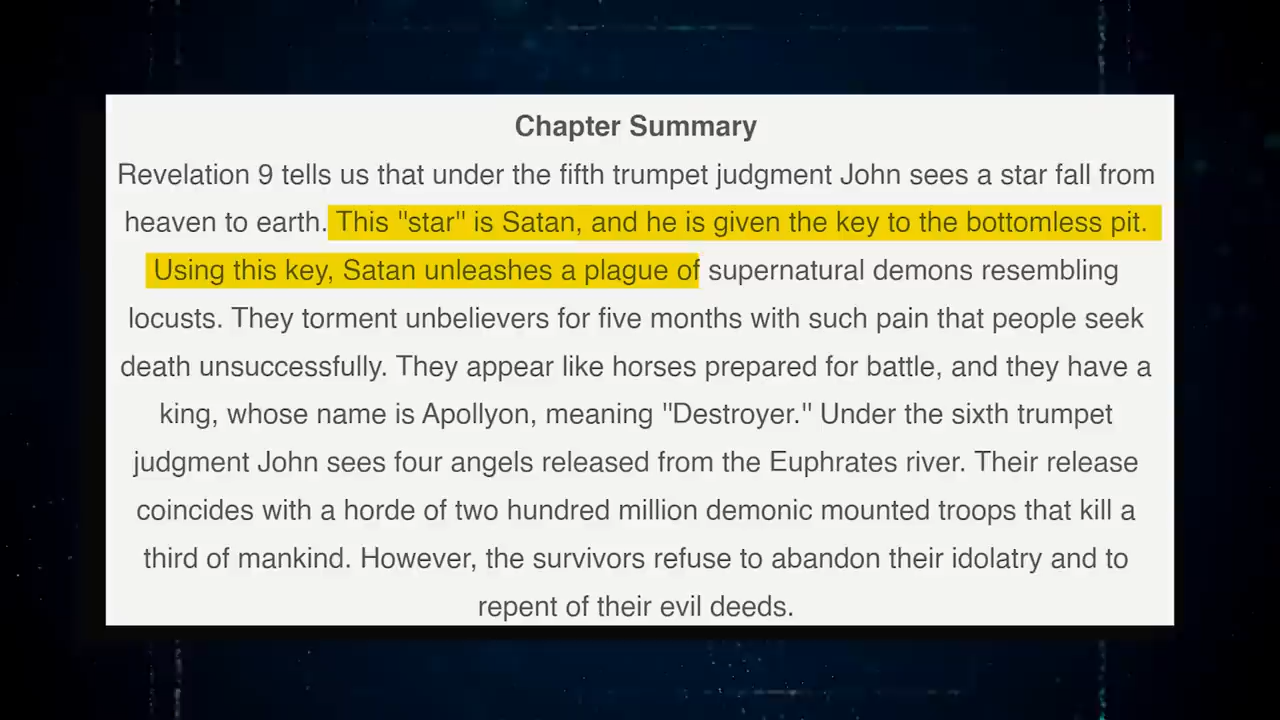 Chapter Summary
Revelation 9 tells us that under the fifth trumpet judgment John sees a star fall from
heaven to earth. This "star" is Satan, and he is given the key to the bottomless pit.
Using this key, Satan unleashes a plague of supernatural demons resembling
locusts. They torment unbelievers for five months with such pain that people seek
death unsuccessfully. They appear like horses prepared for battle, and they have a
king, whose name is Apollyon, meaning "Destroyer." Under the sixth trumpet
judgment John sees four angels released from the Euphrates river. Their release
coincides with a horde of two hundred million demonic mounted troops that kill a
third of mankind. However, the survivors refuse to abandon their idolatry and to
repent of their evil deeds.